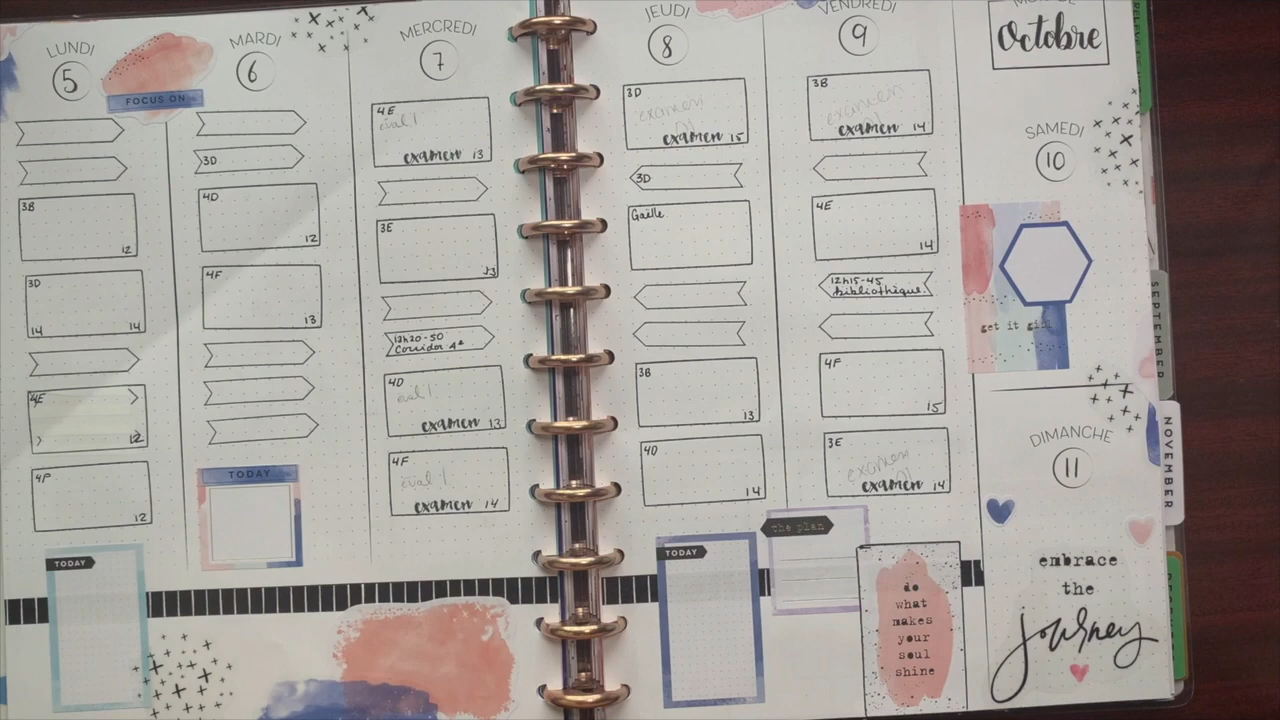 LUNDI
5
FOCUS ON
3B
12
3D
14 14
4E
12
4P
12
TODAY
MARDI
6
3D
4D
12
4F
13
TODAY
MERCREDI
7
4E
éval 1
examen 13
3E
13
12h20-50
Corridor A
4D
éval 1
examen 13
4F
éval 1
examen 14
JEUDI
8
3D
examen
examen 15
3D
Gaëlle
3B
13
4D
14
TODAY
VENDREDI
9
3B
examen
examen 14
4E
14
12h15-45
bibliothèque
4F
15
3E
examen
examen 14
the plan
do
what
makes
your
soul
shine
Octobre
SAMEDI
10
get it girl
DIMANCHE
11
embrace
the
journey
SEPTEMBER
NOVEMBER